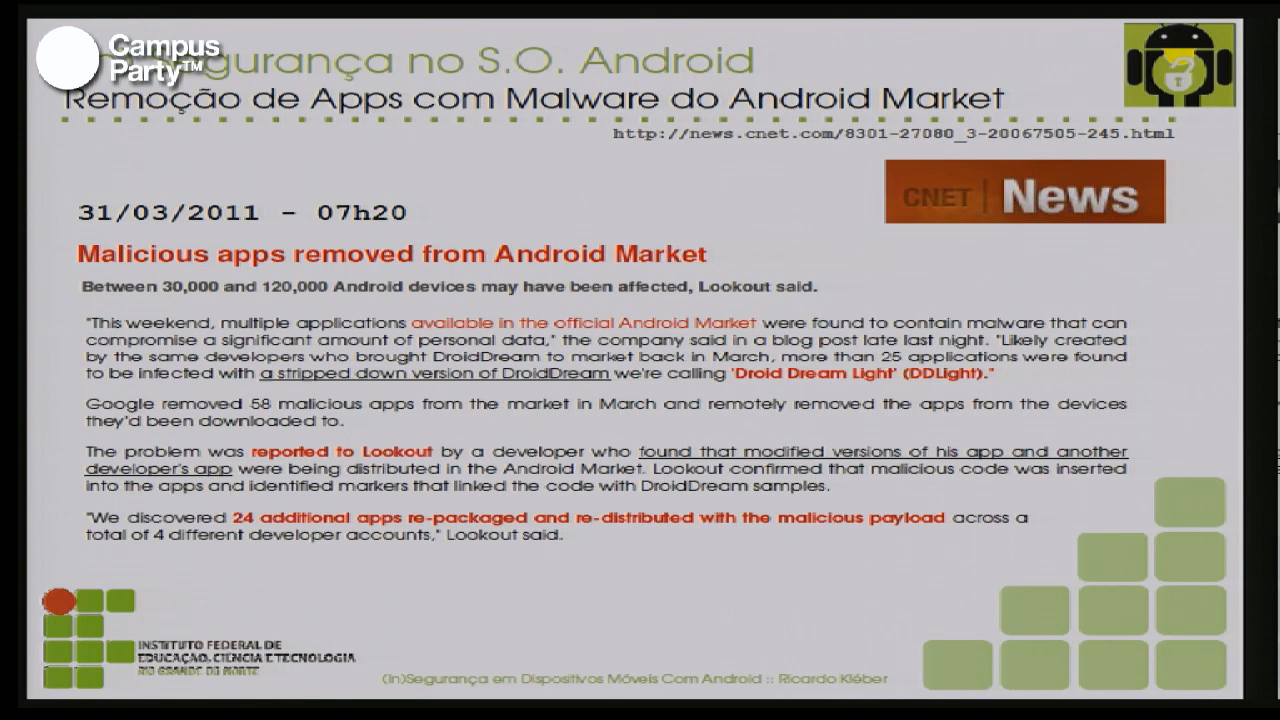 Campus
Party™
Segurança no S.O. Android
Remoção de Apps com Malware do Android Market
http://news.cnet.com/8301-27080_3-20067505-245.html
CNET | News
31/03/2011 - 07h20
Malicious apps removed from Android Market
Between 30,000 and 120,000 Android devices may have been affected, Lookout said.
"This weekend, multiple applications available in the official Android Market were found to contain malware that can
compromise a significant amount of personal data," the company said in a blog post late last night. "Likely created
by the same developers who brought DroidDream to market back in March, more than 25 applications were found
to be infected with a stripped down version of DroidDream we're calling 'Droid Dream Light' (DDLight)."
Google removed 58 malicious apps from the market in March and remotely removed the apps from the devices
they'd been downloaded to.
The problem was reported to Lookout by a developer who found that modified versions of his app and another
developer's app were being distributed in the Android Market. Lookout confirmed that malicious code was inserted
into the apps and identified markers that linked the code with DroidDream samples.
"We discovered 24 additional apps re-packaged and re-distributed with the malicious payload across a
total of 4 different developer accounts," Lookout said.
INSTITUTO FEDERAL DE
EDUCAÇÃO, CIÊNCIA E TECNOLOGIA
RIO GRANDE DO NORTE
(In)Segurança em Dispositivos Móveis Com Android :: Ricardo Kléber